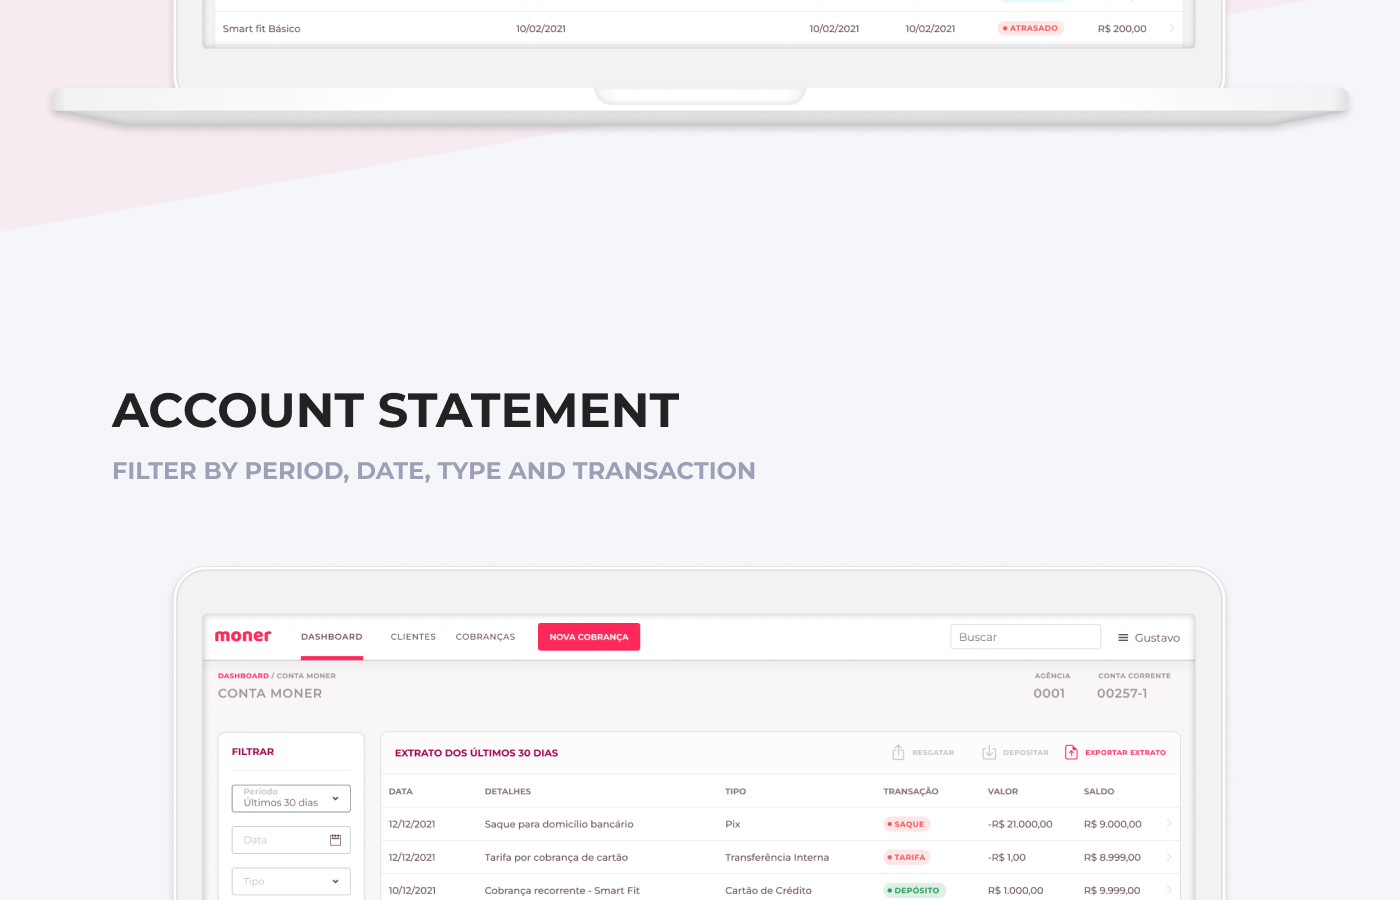 Smart fit Básico 10/02/2021 10/02/2021 10/02/2021 ATRASADO R$ 200,00
ACCOUNT STATEMENT
FILTER BY PERIOD, DATE, TYPE AND TRANSACTION
moner DASHBOARD CLIENTES COBRANÇAS NOVA COBRANÇA Buscar Gustavo
DASHBOARD / CONTA MONER AGÊNCIA CONTA CORRENTE
CONTA MONER 0001 00257-1
FILTRAR EXTRATO DOS ÚLTIMOS 30 DIAS RESGATAR DEPOSITAR EXPORTAR EXTRATO
Período
Últimos 30 dias
Data
Tipo
DATA DETALHES TIPO TRANSAÇÃO VALOR SALDO
12/12/2021 Saque para domicílio bancário Pix SAQUE -R$ 21.000,00 R$ 9.000,00
12/12/2021 Tarifa por cobrança de cartão Transferência Interna TARIFA -R$ 1,00 R$ 8.999,00
10/12/2021 Cobrança recorrente - Smart Fit Cartão de Crédito DEPÓSITO R$ 1.000,00 R$ 9.999,00